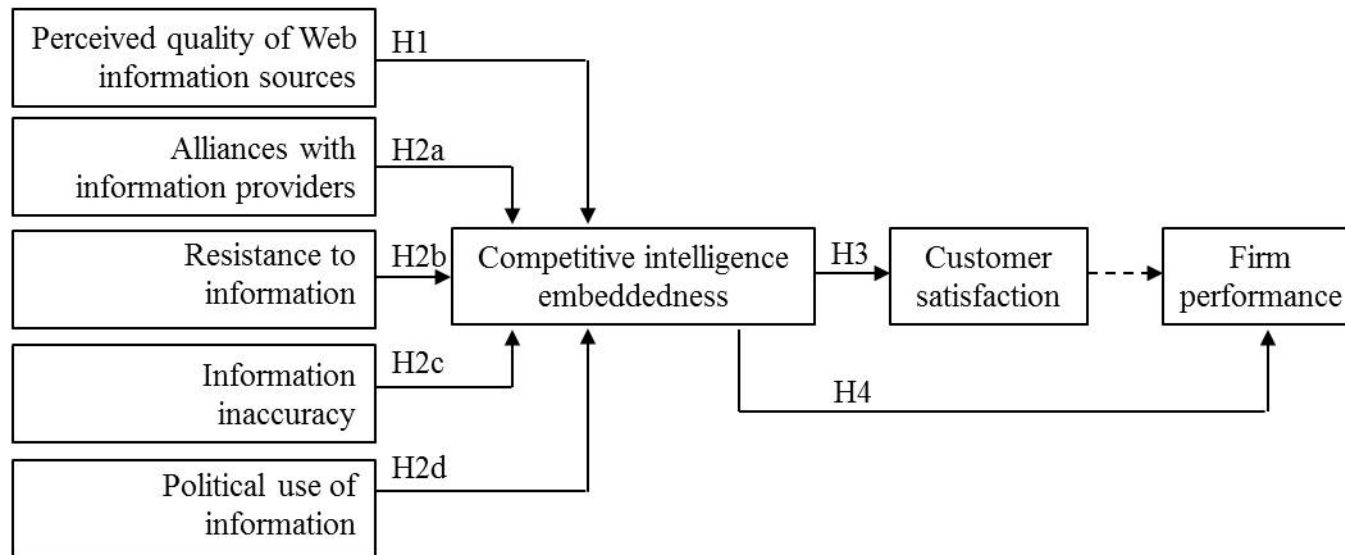 Perceived quality of Web
information sources
H1
Alliances with
information providers
H2a
Resistance to
information
H2b
Competitive intelligence
embeddedness
H3
Customer
satisfaction
Firm
performance
Information
inaccuracy
H2c
H4
Political use of
information
H2d